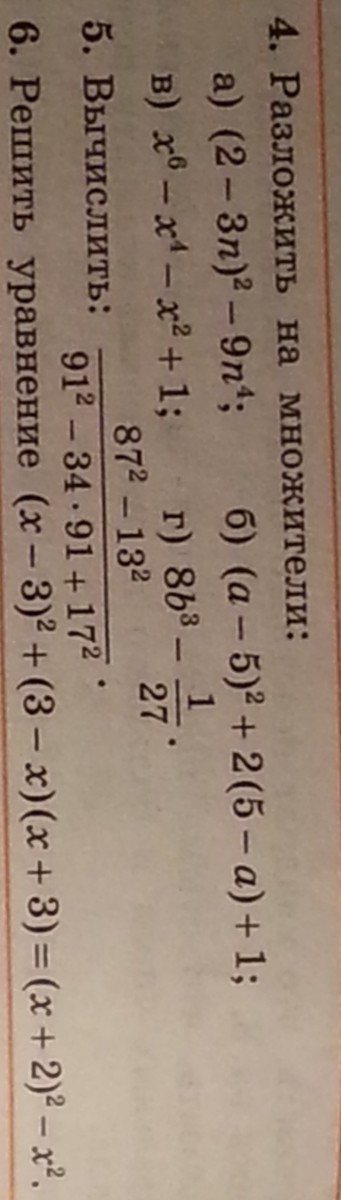 4. Разложить на множители:
а) (2 − 3n)² − 9n⁴; б) (a − 5)² + 2(5 − a) + 1;
в) x⁶ − x⁴ − x² + 1; г) 8b³ − 1/27.
5. Вычислить: (87² − 13²)/(91² − 34 · 91 + 17²).
6. Решить уравнение (x − 3)² + (3 − x)(x + 3) = (x + 2)² − x².